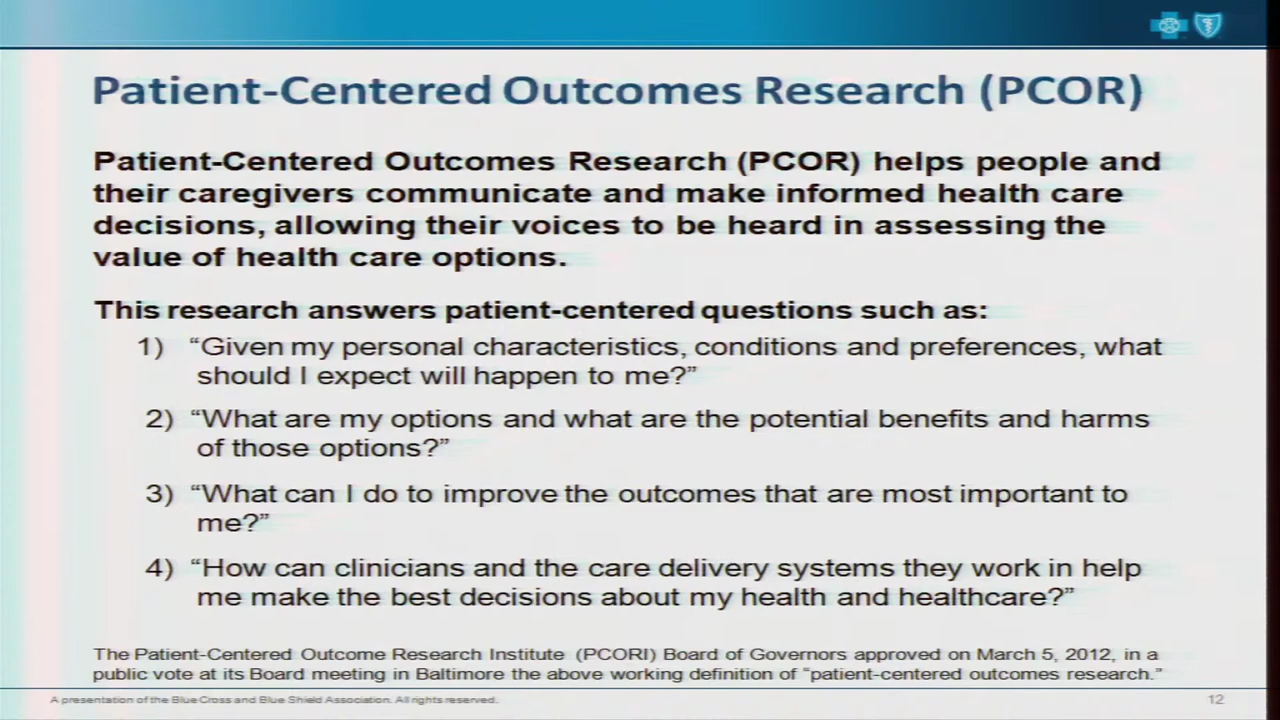 Patient-Centered Outcomes Research (PCOR)
Patient-Centered Outcomes Research (PCOR) helps people and
their caregivers communicate and make informed health care
decisions, allowing their voices to be heard in assessing the
value of health care options.
This research answers patient-centered questions such as:
1) “Given my personal characteristics, conditions and preferences, what
should I expect will happen to me?”
2) “What are my options and what are the potential benefits and harms
of those options?”
3) “What can I do to improve the outcomes that are most important to
me?”
4) “How can clinicians and the care delivery systems they work in help
me make the best decisions about my health and healthcare?”
The Patient-Centered Outcome Research Institute (PCORI) Board of Governors approved on March 5, 2012, in a
public vote at its Board meeting in Baltimore the above working definition of “patient-centered outcomes research.”
A presentation of the Blue Cross and Blue Shield Association. All rights reserved.
12